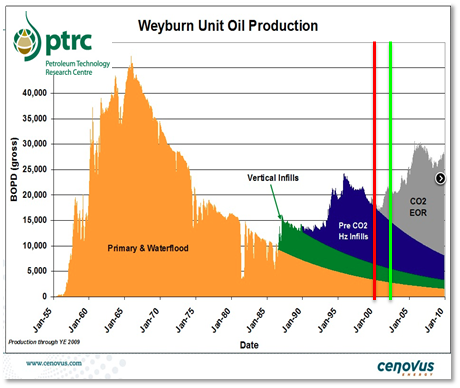 Weyburn Unit Oil Production
ptrc
Petroleum Technology
Research Centre
BOPD (gross)
40,000
35,000
30,000
25,000
20,000
15,000
10,000
5,000
0
Vertical Infills
Primary & Waterflood
Pre CO2
Hz Infills
CO2
EOR
Jan-55
Jan-60
Jan-65
Jan-70
Jan-75
Jan-80
Jan-85
Jan-90
Jan-95
Jan-00
Jan-05
Jan-10
Date
Production through YE 2009
www.cenovus.com
cenovus
ENERGY